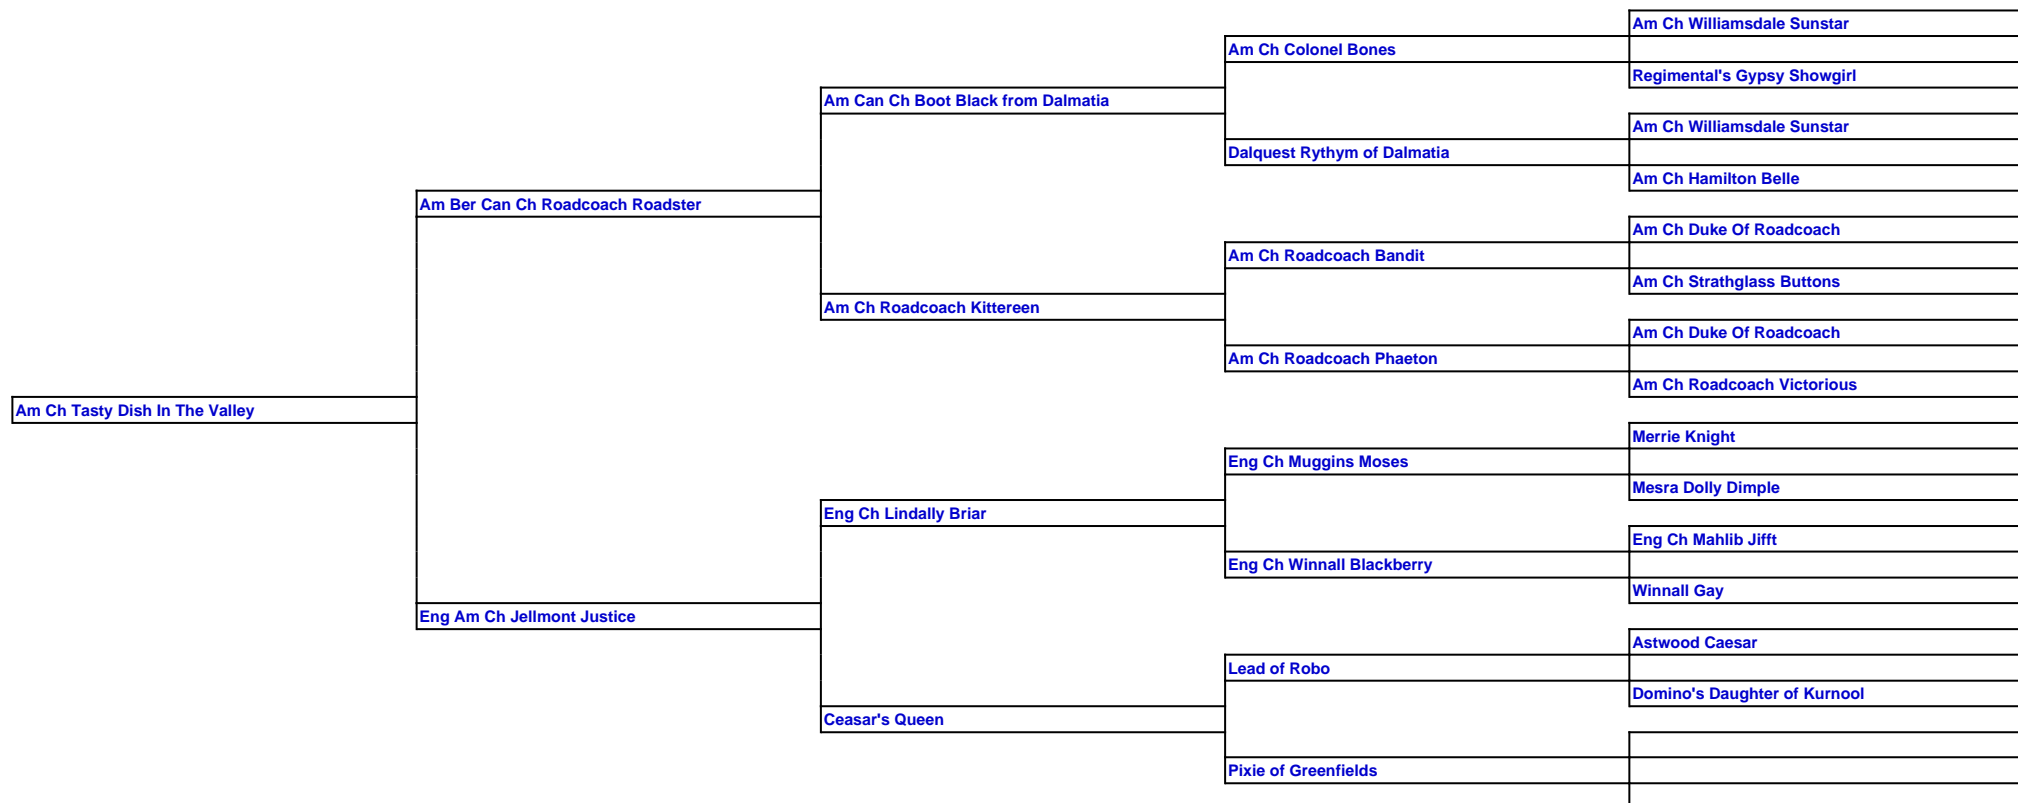 Am Ch Williamsdale Sunstar
Am Ch Colonel Bones
Regimental's Gypsy Showgirl
Am Can Ch Boot Black from Dalmatia
Am Ch Williamsdale Sunstar
Dalquest Rythym of Dalmatia
Am Ch Hamilton Belle
Am Ber Can Ch Roadcoach Roadster
Am Ch Duke Of Roadcoach
Am Ch Roadcoach Bandit
Am Ch Strathglass Buttons
Am Ch Roadcoach Kittereen
Am Ch Duke Of Roadcoach
Am Ch Roadcoach Phaeton
Am Ch Roadcoach Victorious
Am Ch Tasty Dish In The Valley
Merrie Knight
Eng Ch Muggins Moses
Mesra Dolly Dimple
Eng Ch Lindally Briar
Eng Ch Mahlib Jifft
Eng Ch Winnall Blackberry
Winnall Gay
Eng Am Ch Jellmont Justice
Astwood Caesar
Lead of Robo
Domino's Daughter of Kurnool
Ceasar's Queen
Pixie of Greenfields